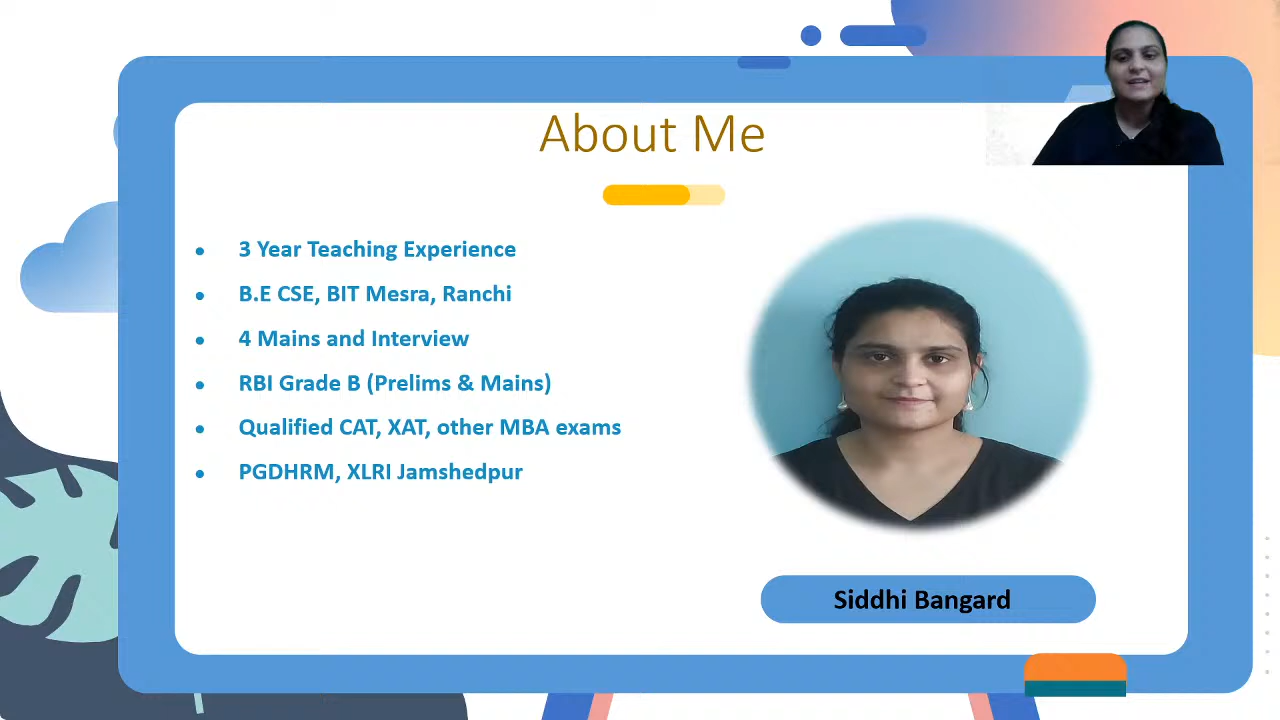 About Me
3 Year Teaching Experience
B.E CSE, BIT Mesra, Ranchi
4 Mains and Interview
RBI Grade B (Prelims & Mains)
Qualified CAT, XAT, other MBA exams
PGDHRM, XLRI Jamshedpur
Siddhi Bangard